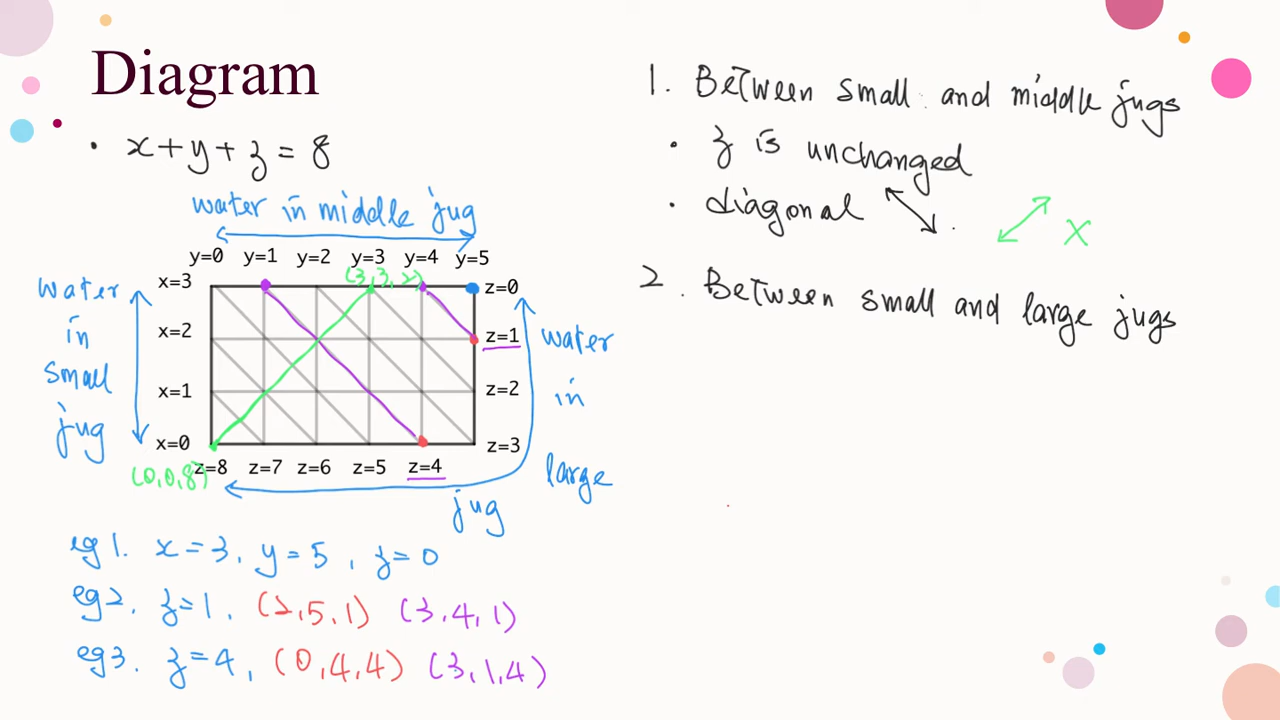 Diagram
• x+y+z=8
water in middle jug
y=0 y=1 y=2 y=3 y=4 y=5
(3,3,2)
x=3
x=2
x=1
x=0
z=0
z=1
z=2
z=3
water
in
small
jug
water
in
large
jug
(0,0,8)
z=8 z=7 z=6 z=5 z=4
eg1. x=3, y=5, z=0
eg2. z=1, (2,5,1) (3,4,1)
eg3. z=4, (0,4,4) (3,1,4)
1. Between small and middle jugs
• z is unchanged
• diagonal X
2. Between small and large jugs